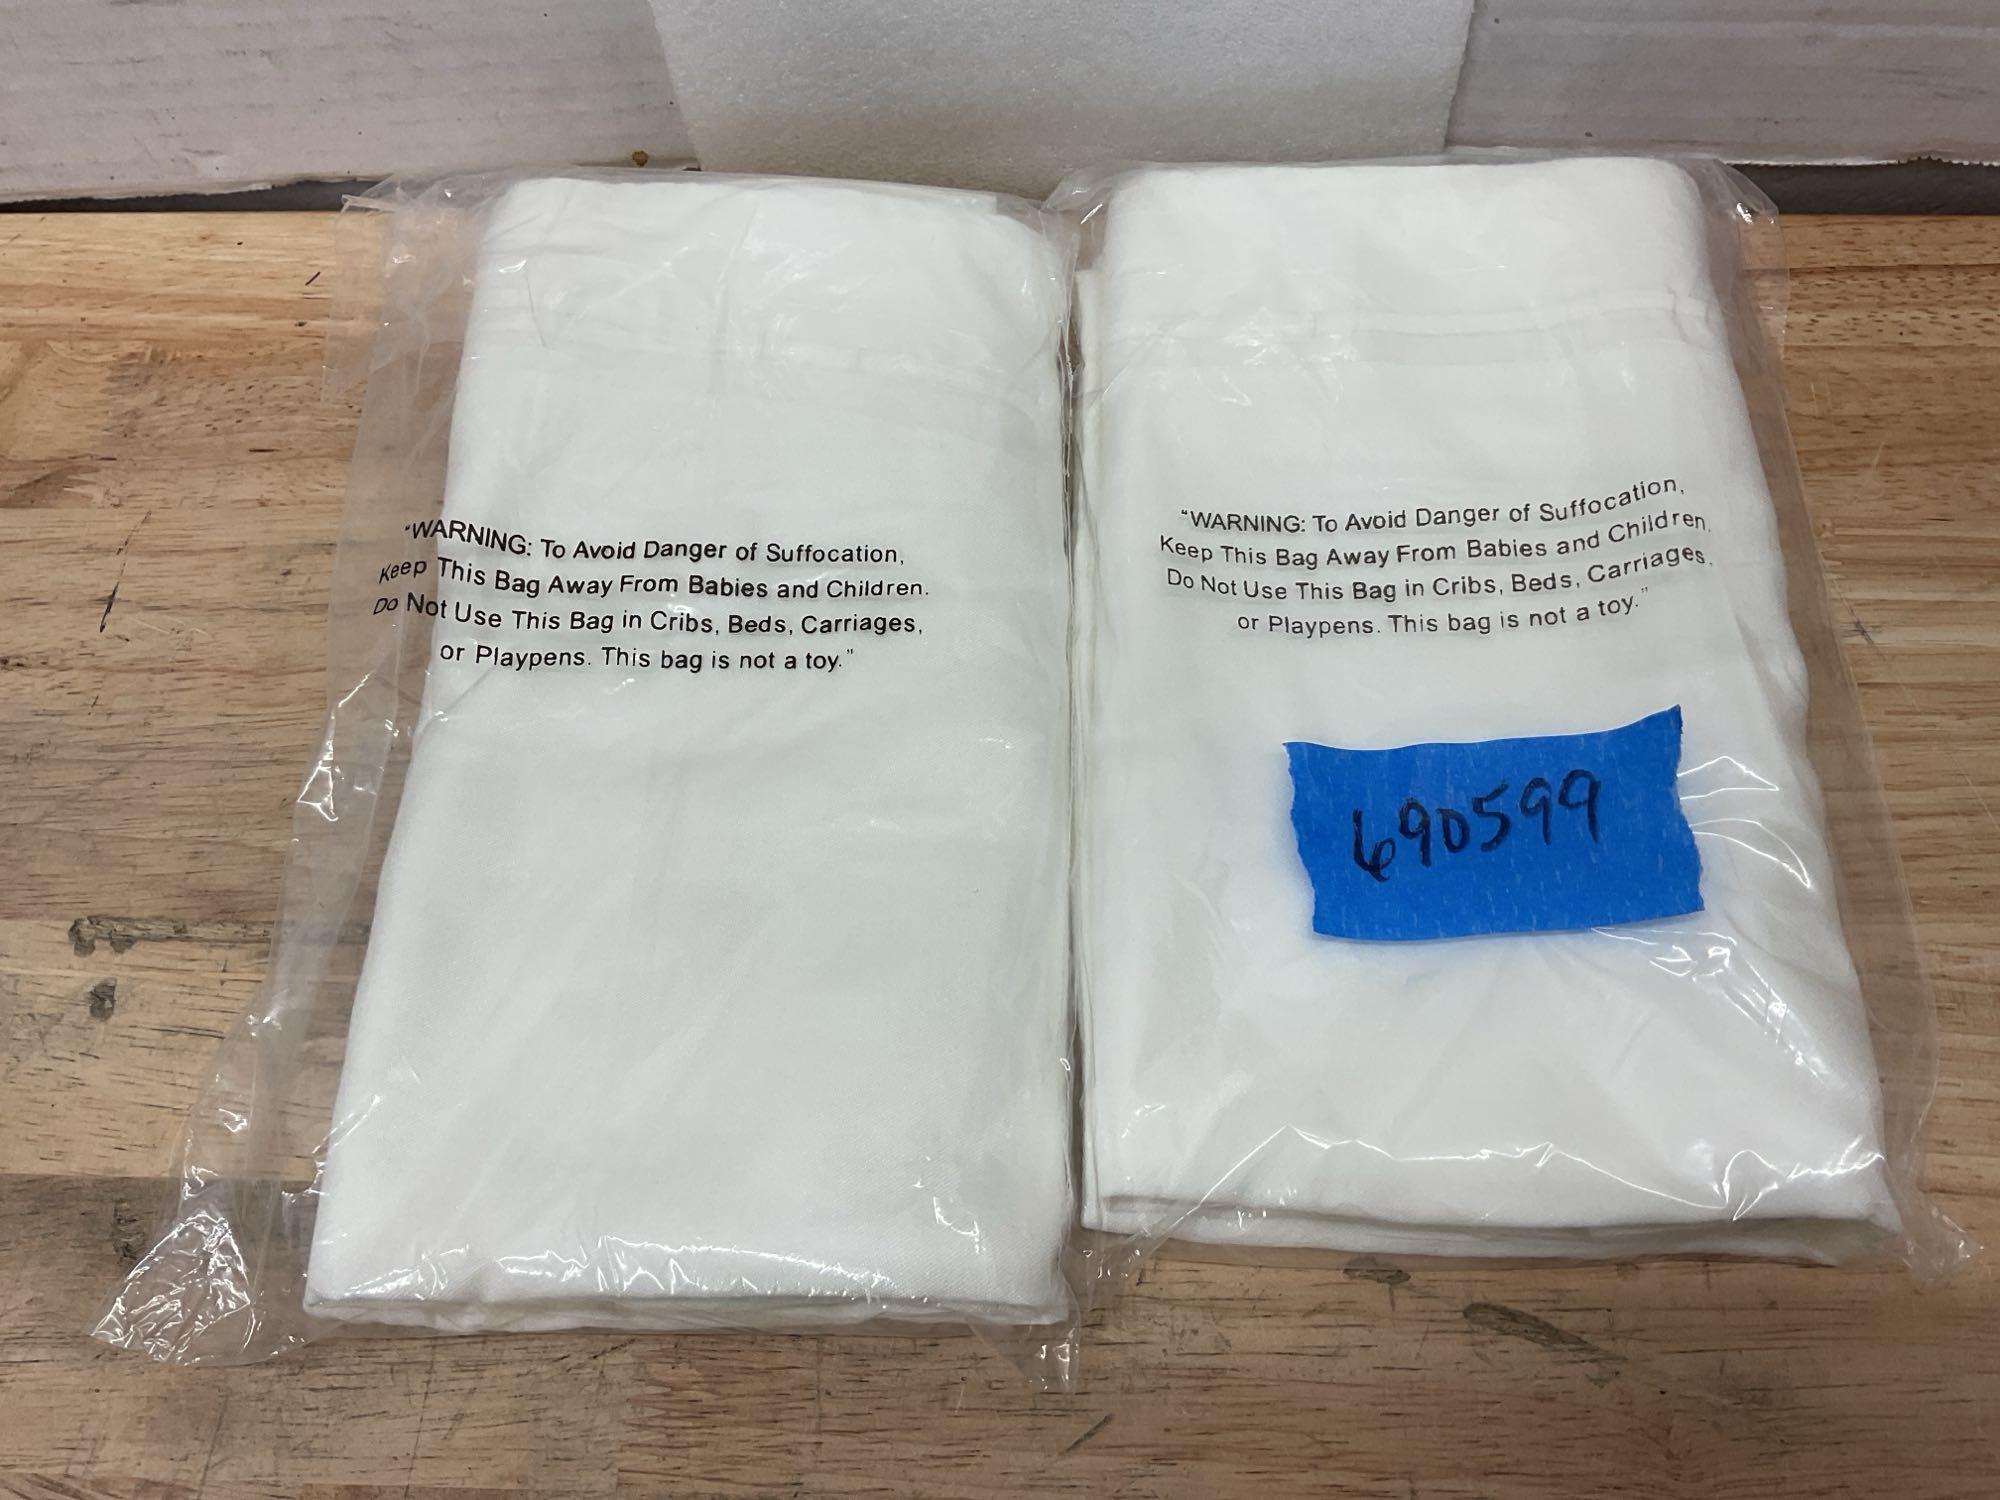 "WARNING: To Avoid Danger of Suffocation,
Keep This Bag Away From Babies and Children.
Do Not Use This Bag in Cribs, Beds, Carriages,
or Playpens. This bag is not a toy."
"WARNING: To Avoid Danger of Suffocation,
Keep This Bag Away From Babies and Children.
Do Not Use This Bag in Cribs, Beds, Carriages,
or Playpens. This bag is not a toy."
690599